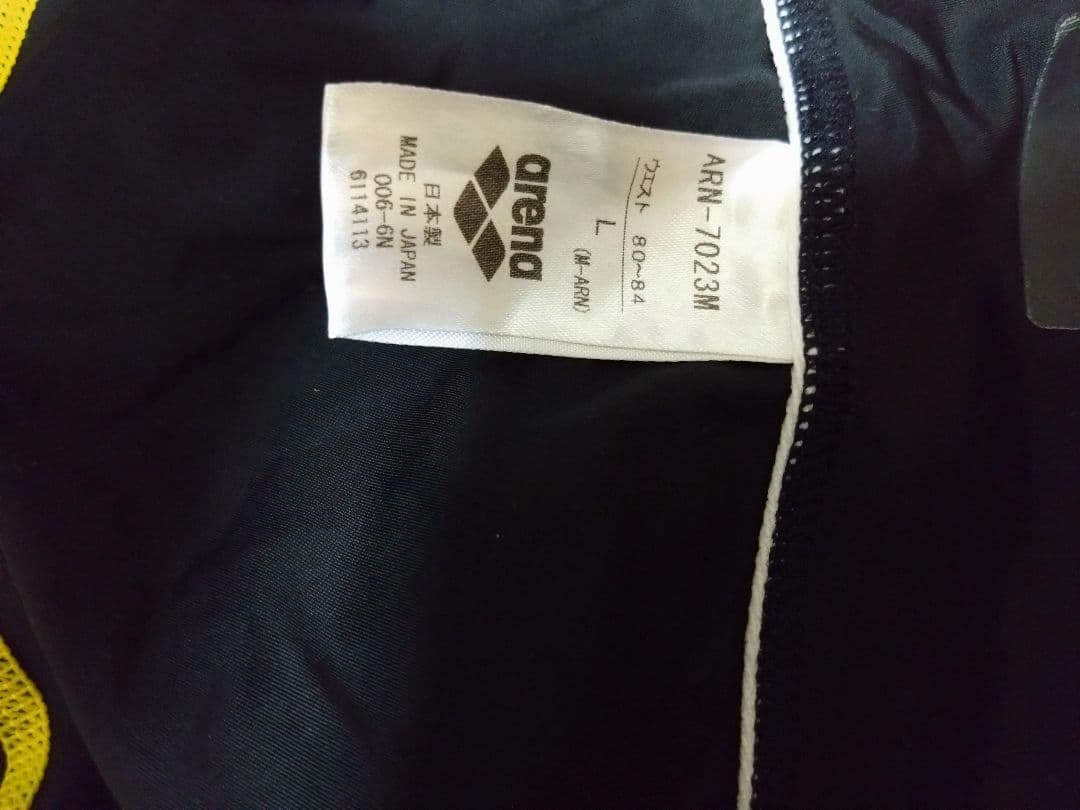 ARN-7023M
ウエスト 80~84
L
(M-ARN)
arena
日本製
MADE IN JAPAN
006-6N
6114113